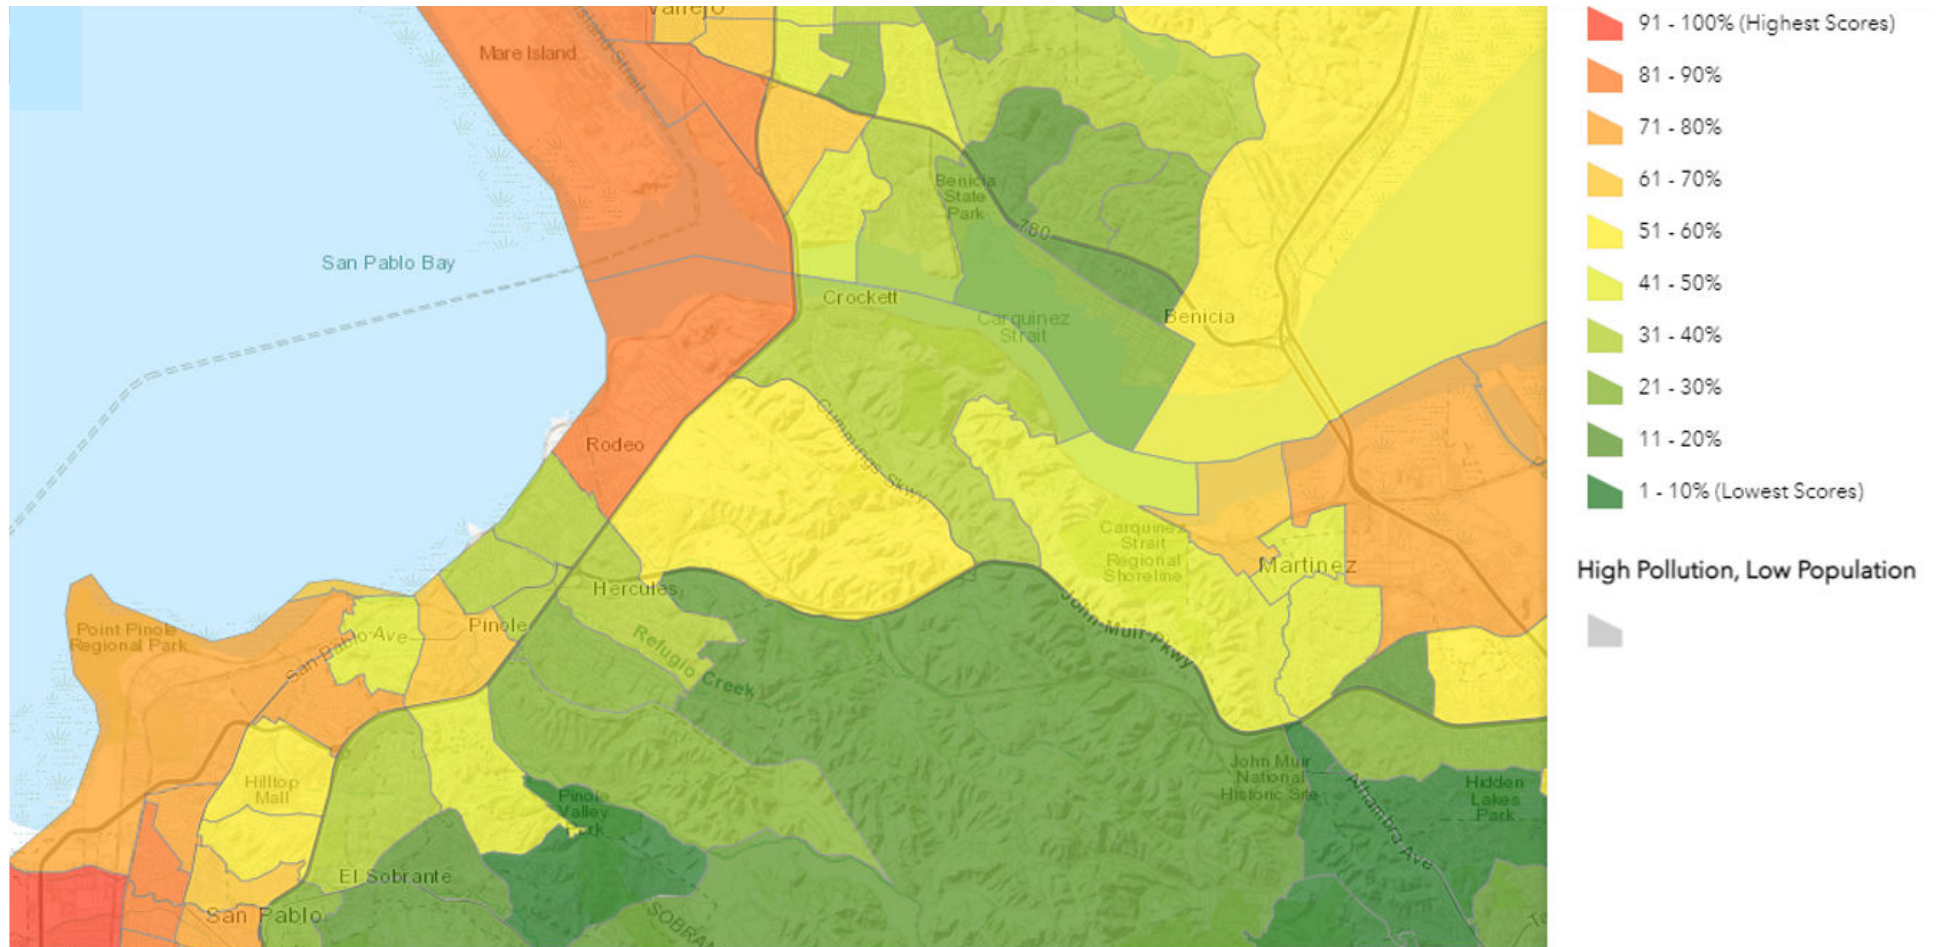 Vallejo
Mare Island
Island Street
San Pablo Bay
Benicia
State
Park
780
Crockett
Carquinez
Strait
Benicia
Rodeo
Cummings Skwy
Carquinez
Strait
Regional
Shoreline
Martinez
Hercules
John Muir Pkwy
Point Pinole
Regional Park
San Pablo Ave
Pinole
Refugio Creek
Hilltop
Mall
Pinole
Valley
Park
John Muir
National
Historic Site
Alhambra Ave
Hidden
Lakes
Park
El Sobrante
San Pablo
91 - 100% (Highest Scores)
81 - 90%
71 - 80%
61 - 70%
51 - 60%
41 - 50%
31 - 40%
21 - 30%
11 - 20%
1 - 10% (Lowest Scores)
High Pollution, Low Population